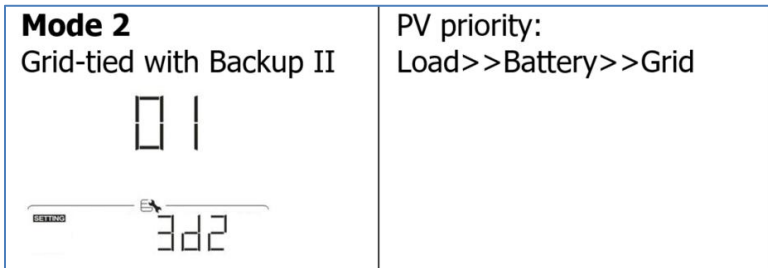 Mode 2
Grid-tied with Backup II
01
SETTING
3d2
PV priority:
Load>>Battery>>Grid